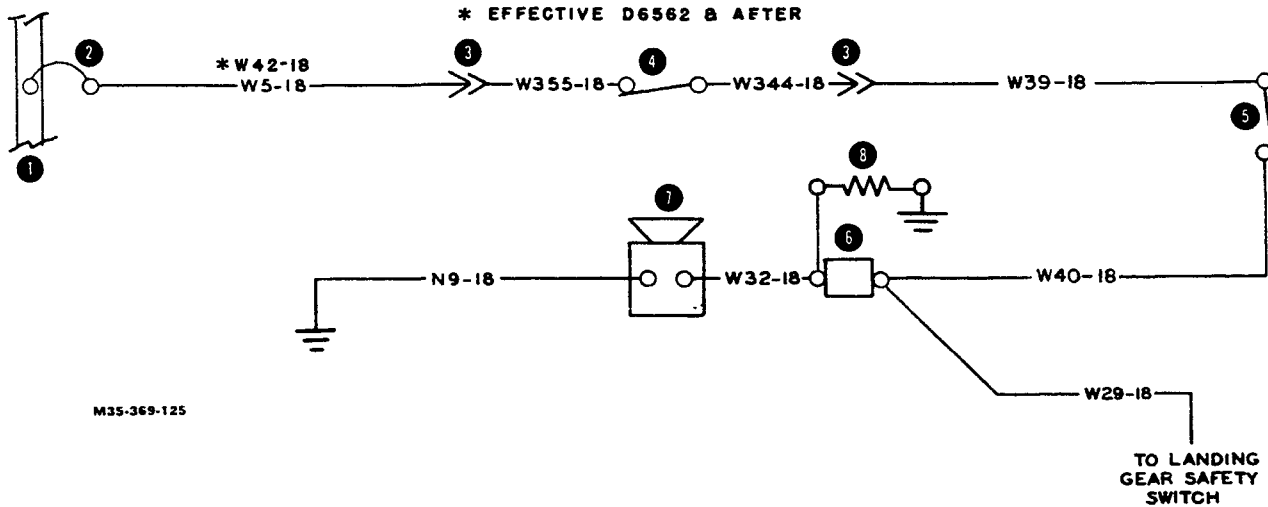 * EFFECTIVE D6562 & AFTER
1
2
*W42-18
W5-18
3
W355-18
4
W344-18
3
W39-18
5
8
7
6
N9-18
W32-18
W40-18
W29-18
M35-369-125
TO LANDING
GEAR SAFETY
SWITCH